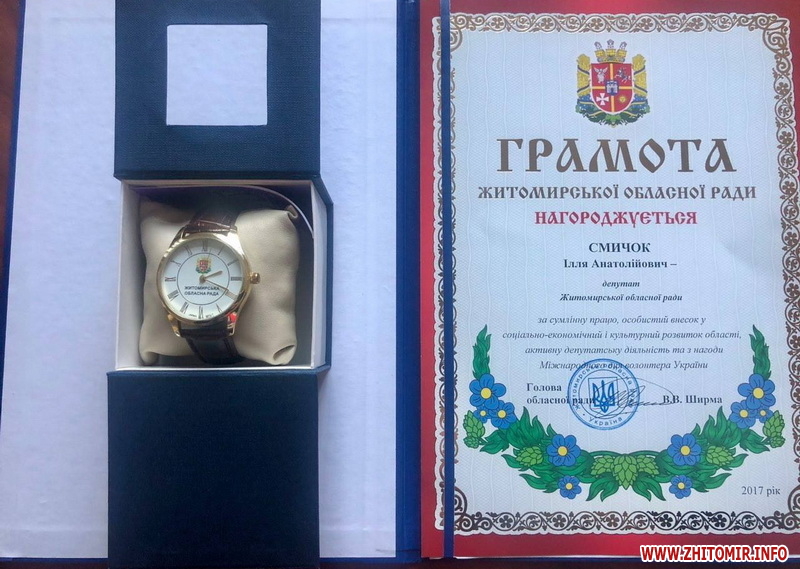 ЖИТОМИРСЬКА
ОБЛАСНА РАДА
ГРАМОТА
ЖИТОМИРСЬКОЇ ОБЛАСНОЇ РАДИ
НАГОРОДЖУЄТЬСЯ
СМИЧОК
Ілля Анатолійович –
депутат
Житомирської обласної ради
за сумлінну працю, особистий внесок у
соціально-економічний і культурний розвиток області,
активну депутатську діяльність та з нагоди
Міжнародного дня волонтера України
Голова
обласної ради В.В. Ширма
Україна
2017 рік
WWW.ZHITOMIR.INFO